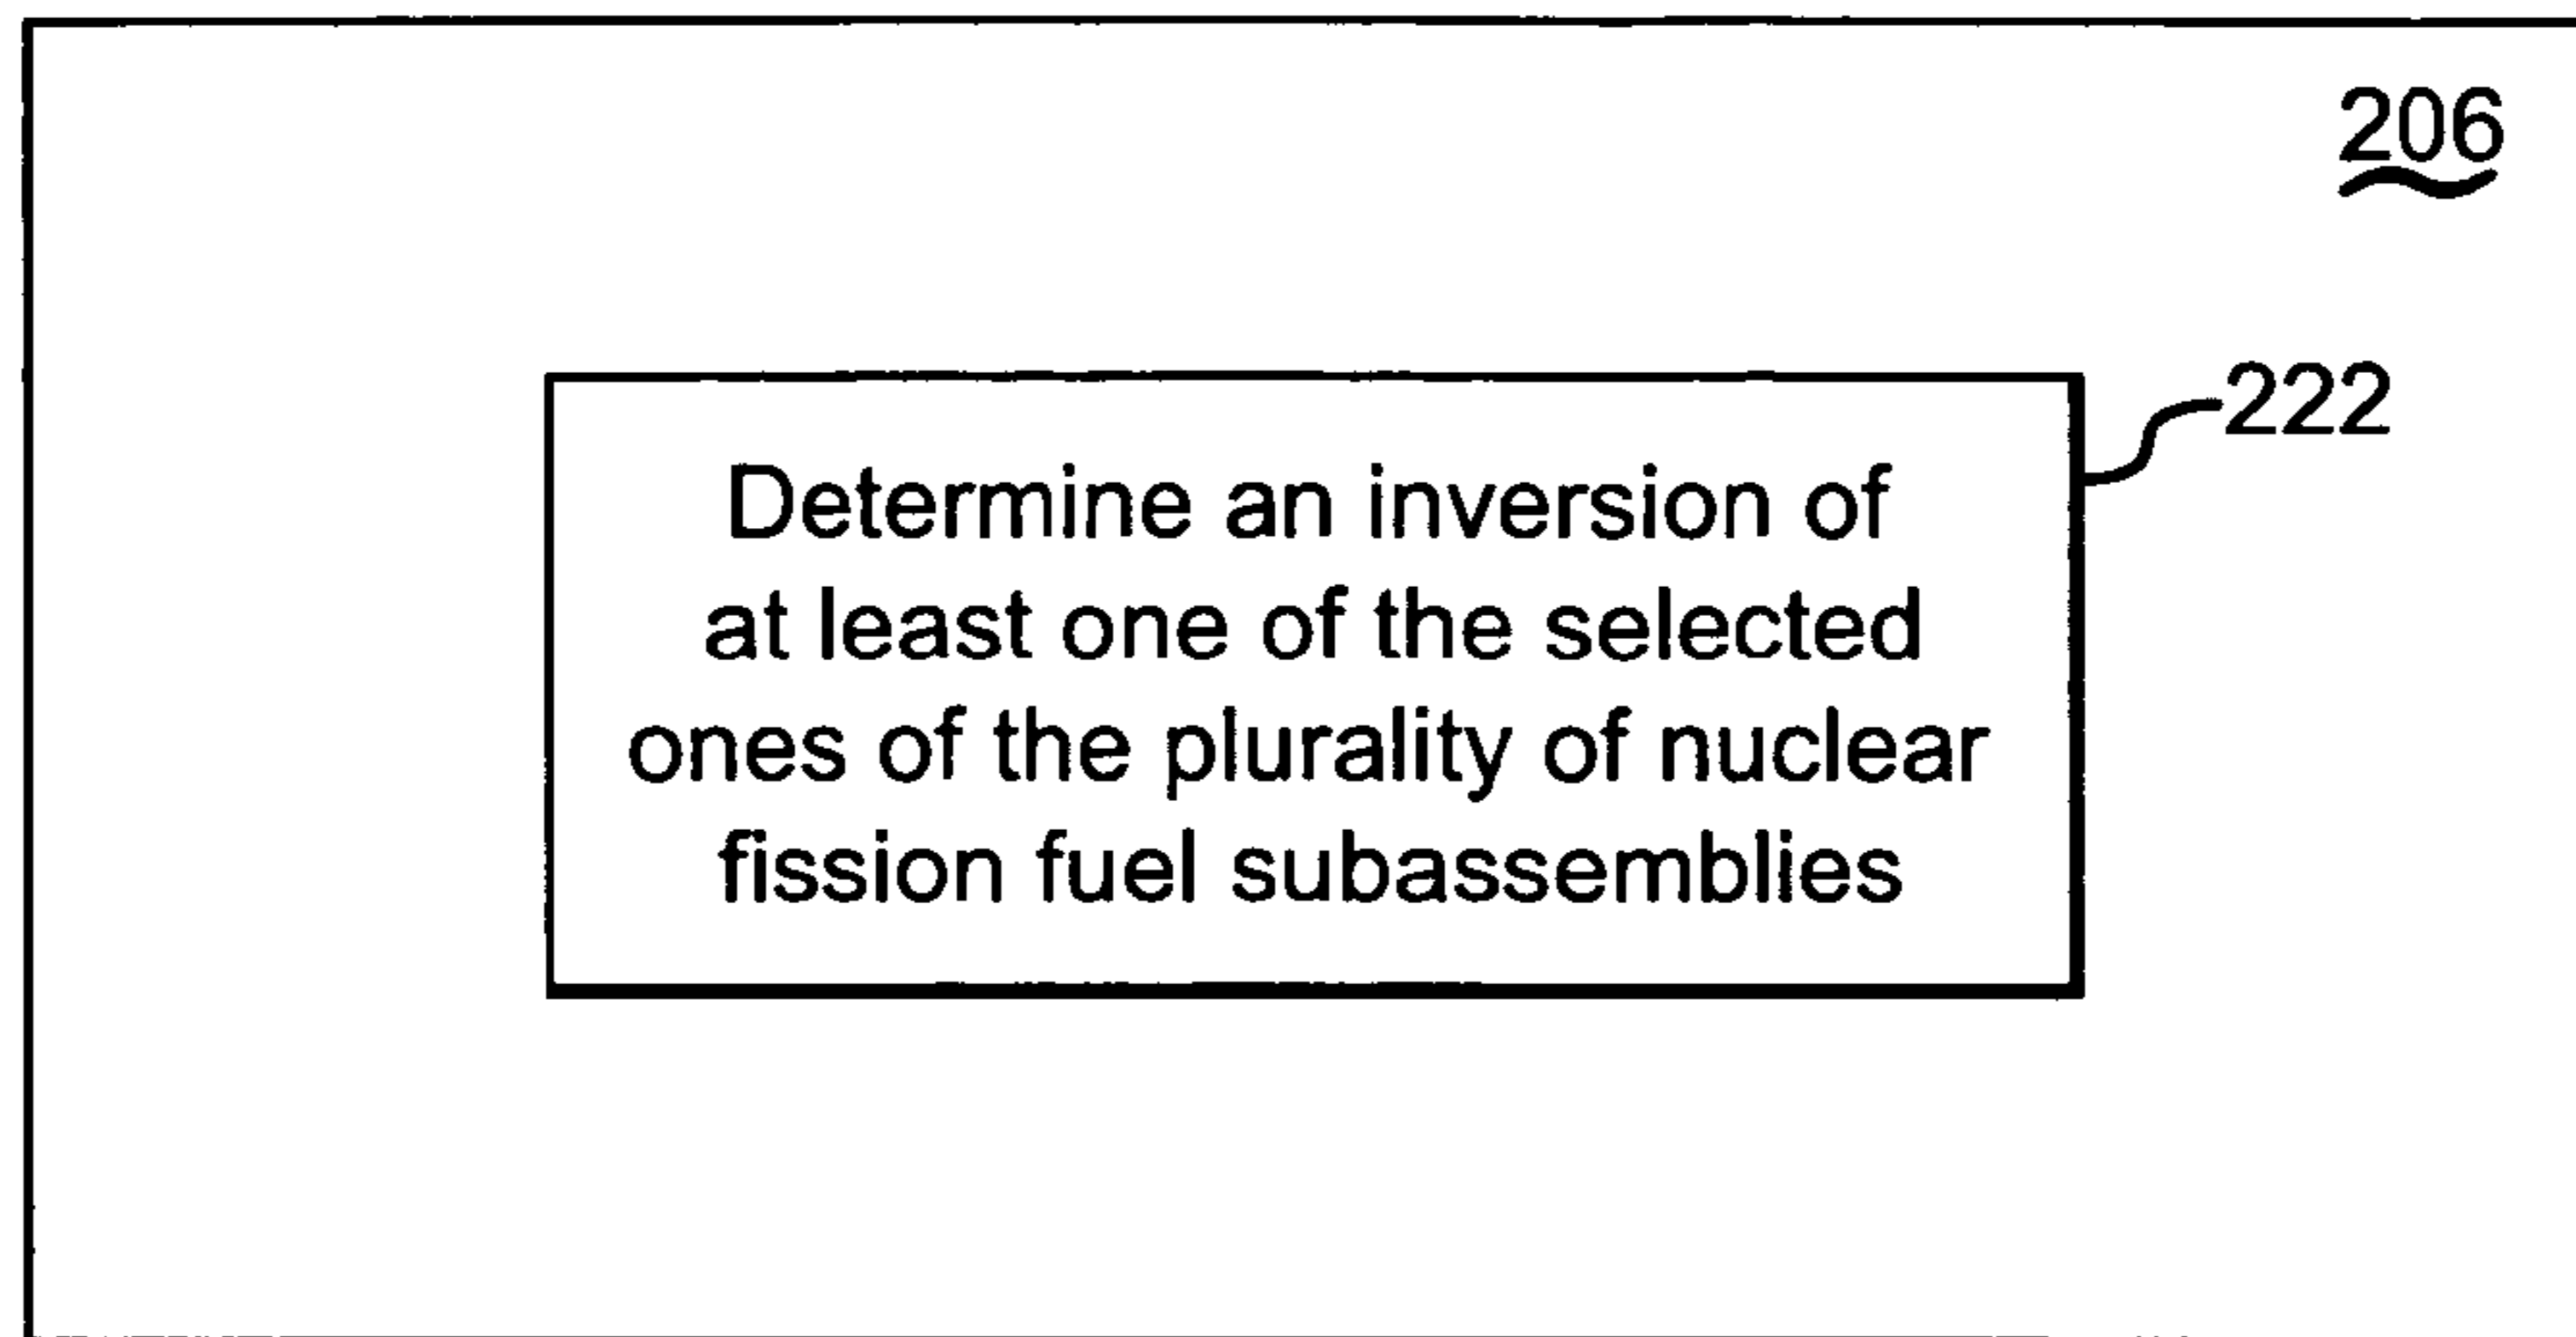 206
222
Determine an inversion of
at least one of the selected
ones of the plurality of nuclear
fission fuel subassemblies